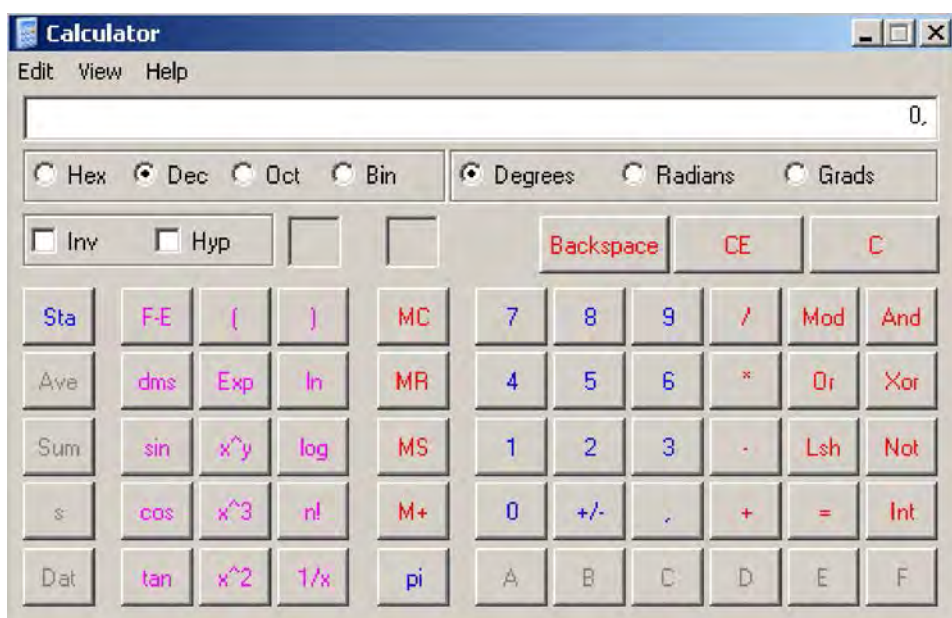 Calculator
Edit View Help
0,
Hex Dec Oct Bin Degrees Radians Grads
Inv Hyp Backspace CE C
Sta F-E ( ) MC 7 8 9 / Mod And
Ave dms Exp ln MR 4 5 6 * Or Xor
Sum sin x^y log MS 1 2 3 - Lsh Not
s cos x^3 n! M+ 0 +/- , + = Int
Dat tan x^2 1/x pi A B C D E F